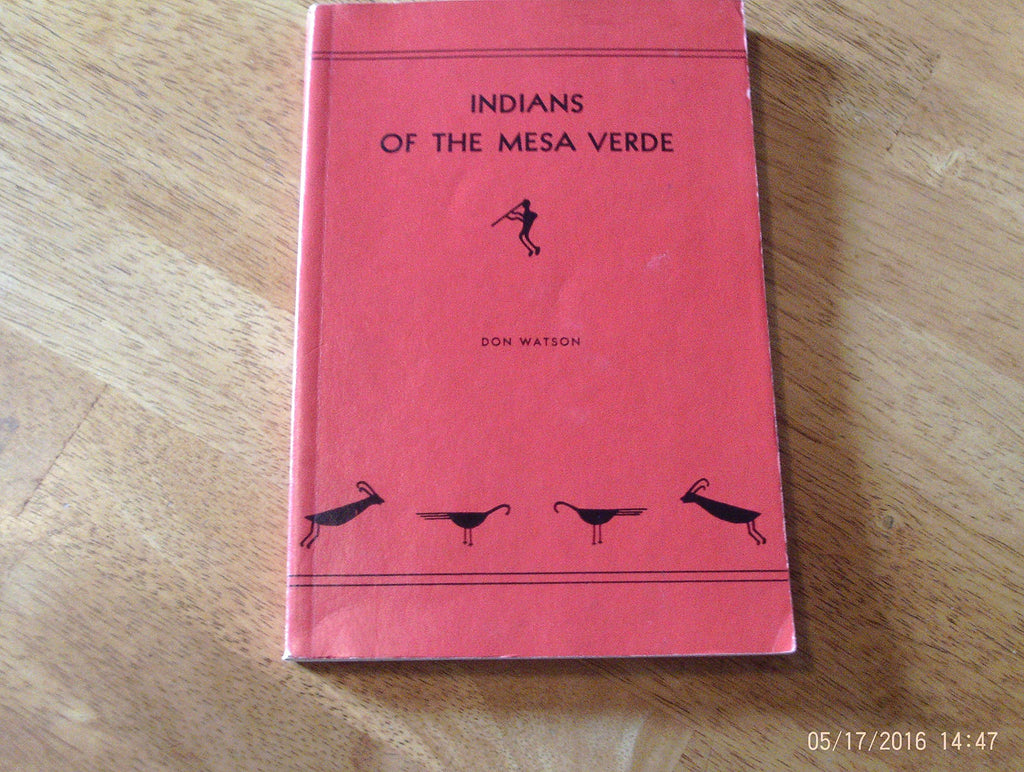 INDIANS
OF THE MESA VERDE
DON WATSON
05/17/2016 14:47